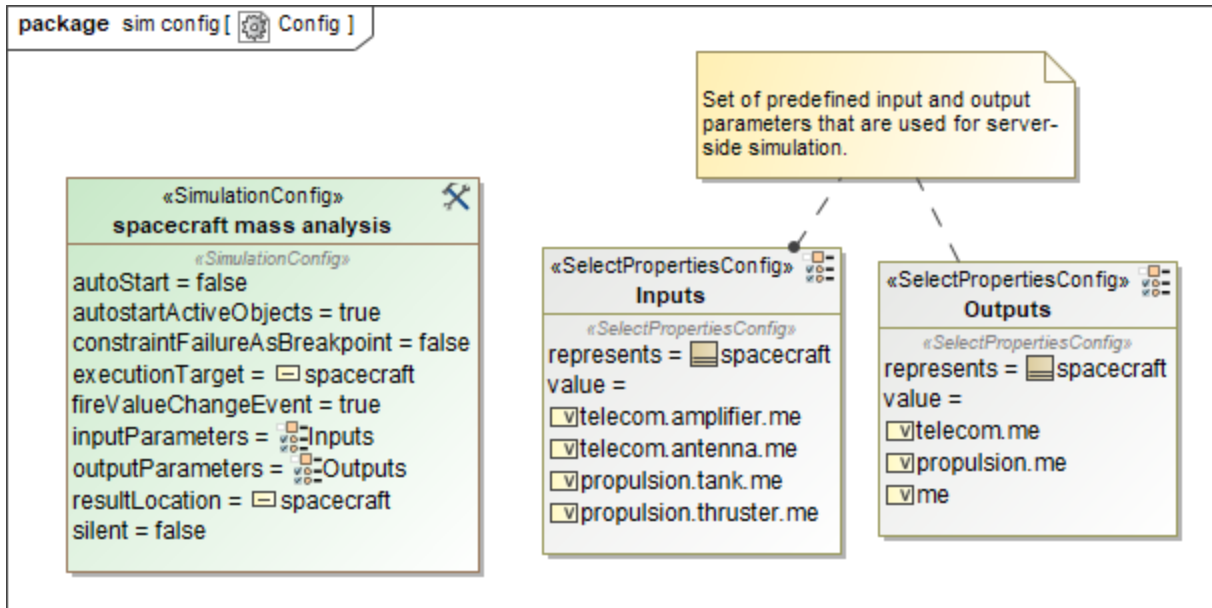 package sim config [ Config ]
Set of predefined input and output
parameters that are used for server-
side simulation.
«SimulationConfig»
spacecraft mass analysis
«SimulationConfig»
autoStart = false
autostartActiveObjects = true
constraintFailureAsBreakpoint = false
executionTarget = spacecraft
fireValueChangeEvent = true
inputParameters = Inputs
outputParameters = Outputs
resultLocation = spacecraft
silent = false
«SelectPropertiesConfig»
Inputs
«SelectPropertiesConfig»
represents = spacecraft
value =
V telecom.amplifier.me
V telecom.antenna.me
V propulsion.tank.me
V propulsion.thruster.me
«SelectPropertiesConfig»
Outputs
«SelectPropertiesConfig»
represents = spacecraft
value =
V telecom.me
V propulsion.me
V me